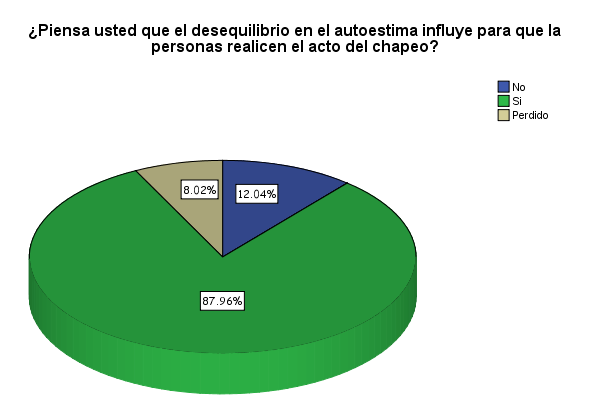 ¿Piensa usted que el desequilibrio en el autoestima influye para que la
personas realicen el acto del chapeo?
No
Si
Perdido
8.02%
12.04%
87.96%